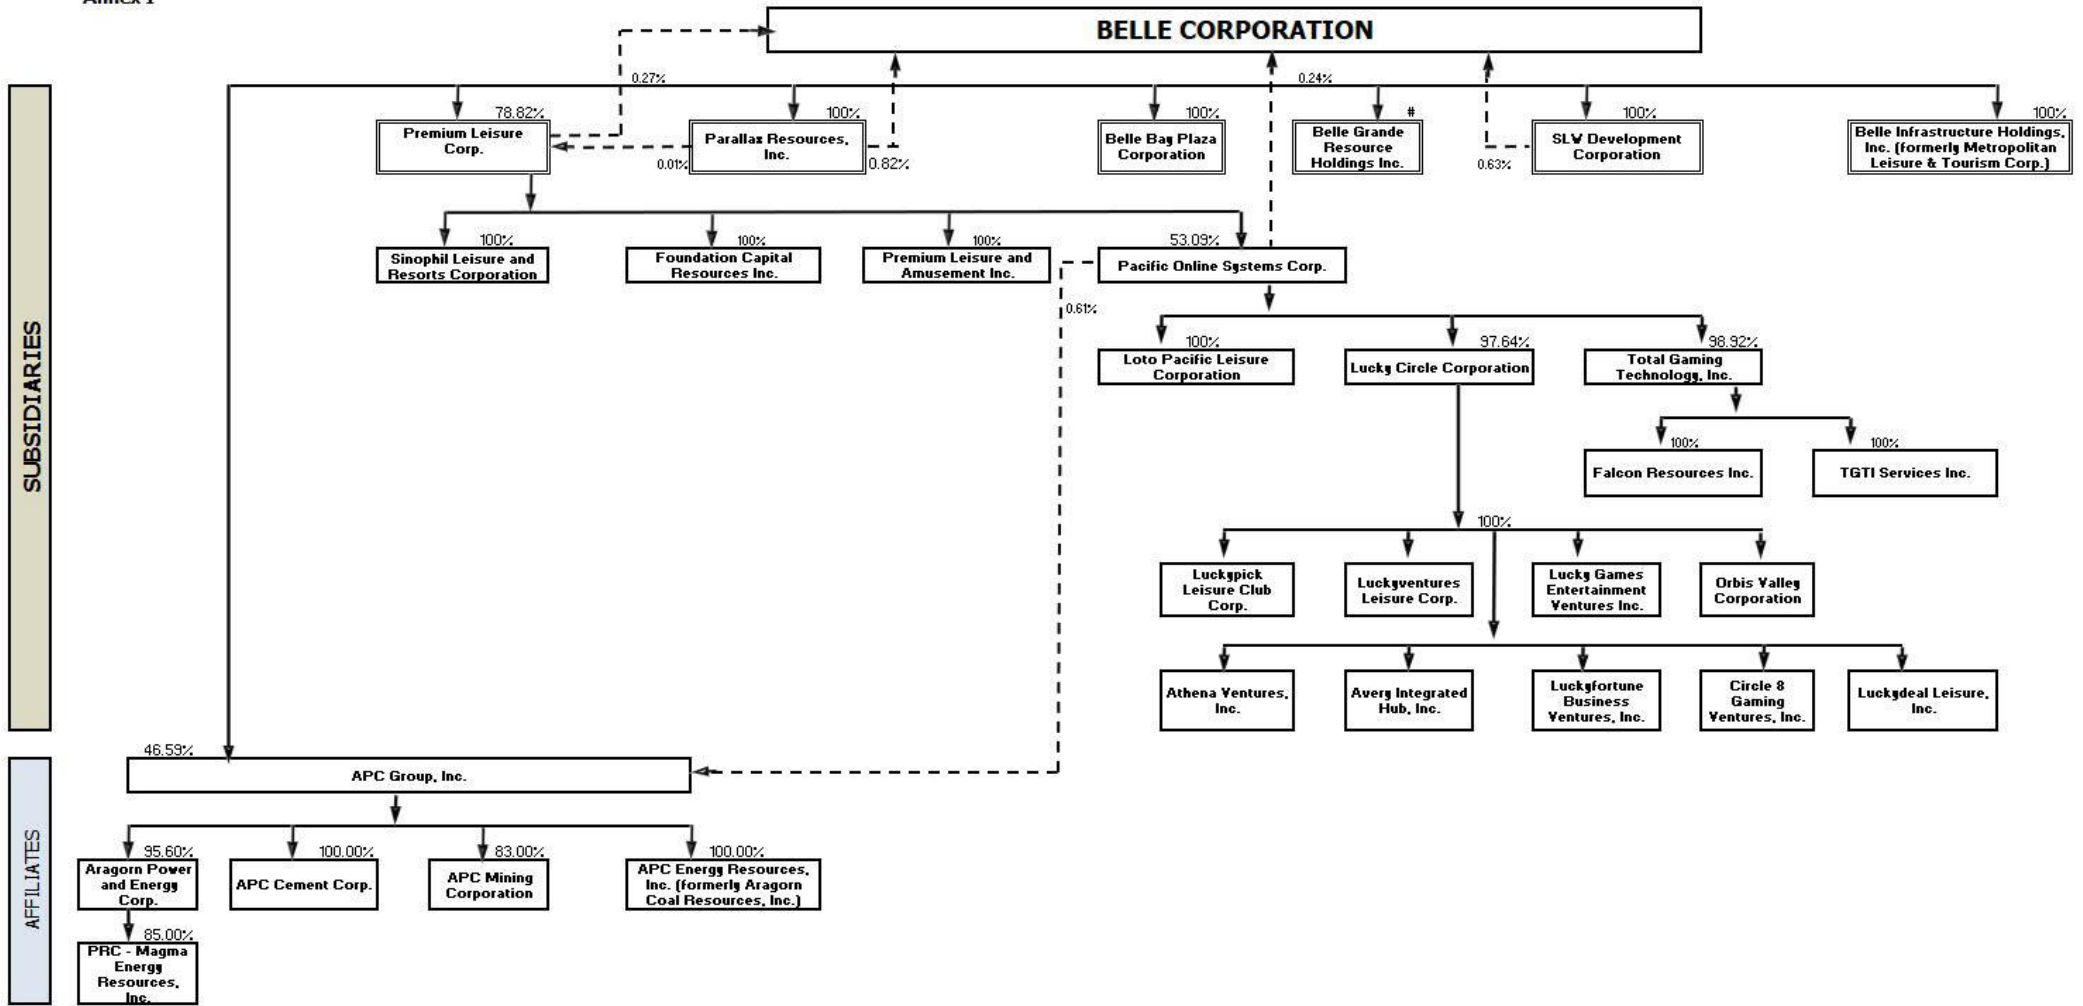 Annex I
BELLE CORPORATION
0.27%
0.24%
78.82%
100%
100%
#
100%
100%
Premium Leisure
Corp.
Parallax Resources,
Inc.
Belle Bay Plaza
Corporation
Belle Grande
Resource
Holdings Inc.
SLW Development
Corporation
Belle Infrastructure Holdings,
Inc. (formerly Metropolitan
Leisure & Tourism Corp.)
0.01%
0.82%
0.63%
100%
100%
100%
53.09%
Sinophil Leisure and
Resorts Corporation
Foundation Capital
Resources Inc.
Premium Leisure and
Amusement Inc.
Pacific Online Systems Corp.
0.61%
100%
97.64%
98.92%
Loto Pacific Leisure
Corporation
Lucky Circle Corporation
Total Gaming
Technology, Inc.
100%
100%
Falcon Resources Inc.
TGTI Services Inc.
100%
Luckypick
Leisure Club
Corp.
Luckyventures
Leisure Corp.
Lucky Games
Entertainment
Ventures Inc.
Orbis Valley
Corporation
Athena Ventures,
Inc.
Avery Integrated
Hub, Inc.
Luckyfortune
Business
Ventures, Inc.
Circle 8
Gaming
Ventures, Inc.
Luckydeal Leisure,
Inc.
SUBSIDIARIES
46.59%
APC Group, Inc.
95.60%
100.00%
83.00%
100.00%
Aragorn Power
and Energy
Corp.
APC Cement Corp.
APC Mining
Corporation
APC Energy Resources,
Inc. (formerly Aragorn
Coal Resources, Inc.)
85.00%
PRC - Magma
Energy
Resources,
Inc.
AFFILIATES